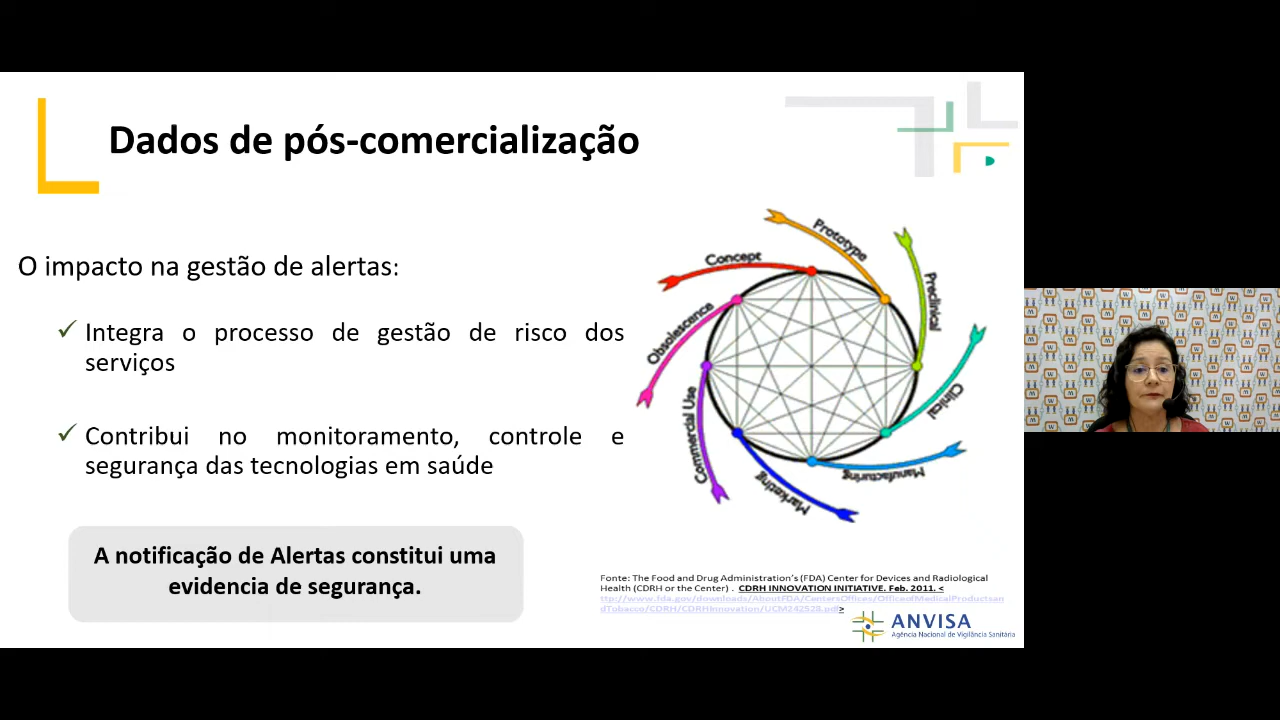 Dados de pós-comercialização
O impacto na gestão de alertas:
✓ Integra o processo de gestão de risco dos
serviços
✓ Contribui no monitoramento, controle e
segurança das tecnologias em saúde
A notificação de Alertas constitui uma
evidencia de segurança.
Concept
Prototype
Preclinical
Clinical
Manufacturing
Marketing
Commercial Use
Obsolescence
Fonte: The Food and Drug Administration's (FDA) Center for Devices and Radiological
Health (CDRH or the Center) . CDRH INNOVATION INITIATIVE. Feb. 2011. <
ttp://www.fda.gov/downloads/AboutFDA/CentersOffices/OfficeofMedicalProductsan
dTobacco/CDRH/CDRHInnovation/UCM242528.pdf>
ANVISA
Agência Nacional de Vigilância Sanitária